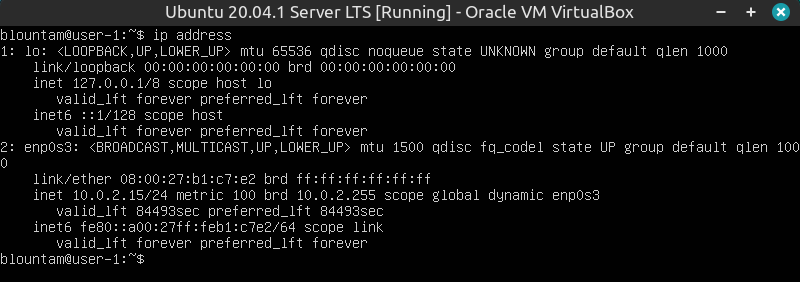 Ubuntu 20.04.1 Server LTS [Running] - Oracle VM VirtualBox
blountam@user-1:~$ ip address
1: lo: <LOOPBACK,UP,LOWER_UP> mtu 65536 qdisc noqueue state UNKNOWN group default qlen 1000
    link/loopback 00:00:00:00:00:00 brd 00:00:00:00:00:00
    inet 127.0.0.1/8 scope host lo
       valid_lft forever preferred_lft forever
    inet6 ::1/128 scope host
       valid_lft forever preferred_lft forever
2: enp0s3: <BROADCAST,MULTICAST,UP,LOWER_UP> mtu 1500 qdisc fq_codel state UP group default qlen 100
0
    link/ether 08:00:27:b1:c7:e2 brd ff:ff:ff:ff:ff:ff
    inet 10.0.2.15/24 metric 100 brd 10.0.2.255 scope global dynamic enp0s3
       valid_lft 84493sec preferred_lft 84493sec
    inet6 fe80::a00:27ff:feb1:c7e2/64 scope link
       valid_lft forever preferred_lft forever
blountam@user-1:~$